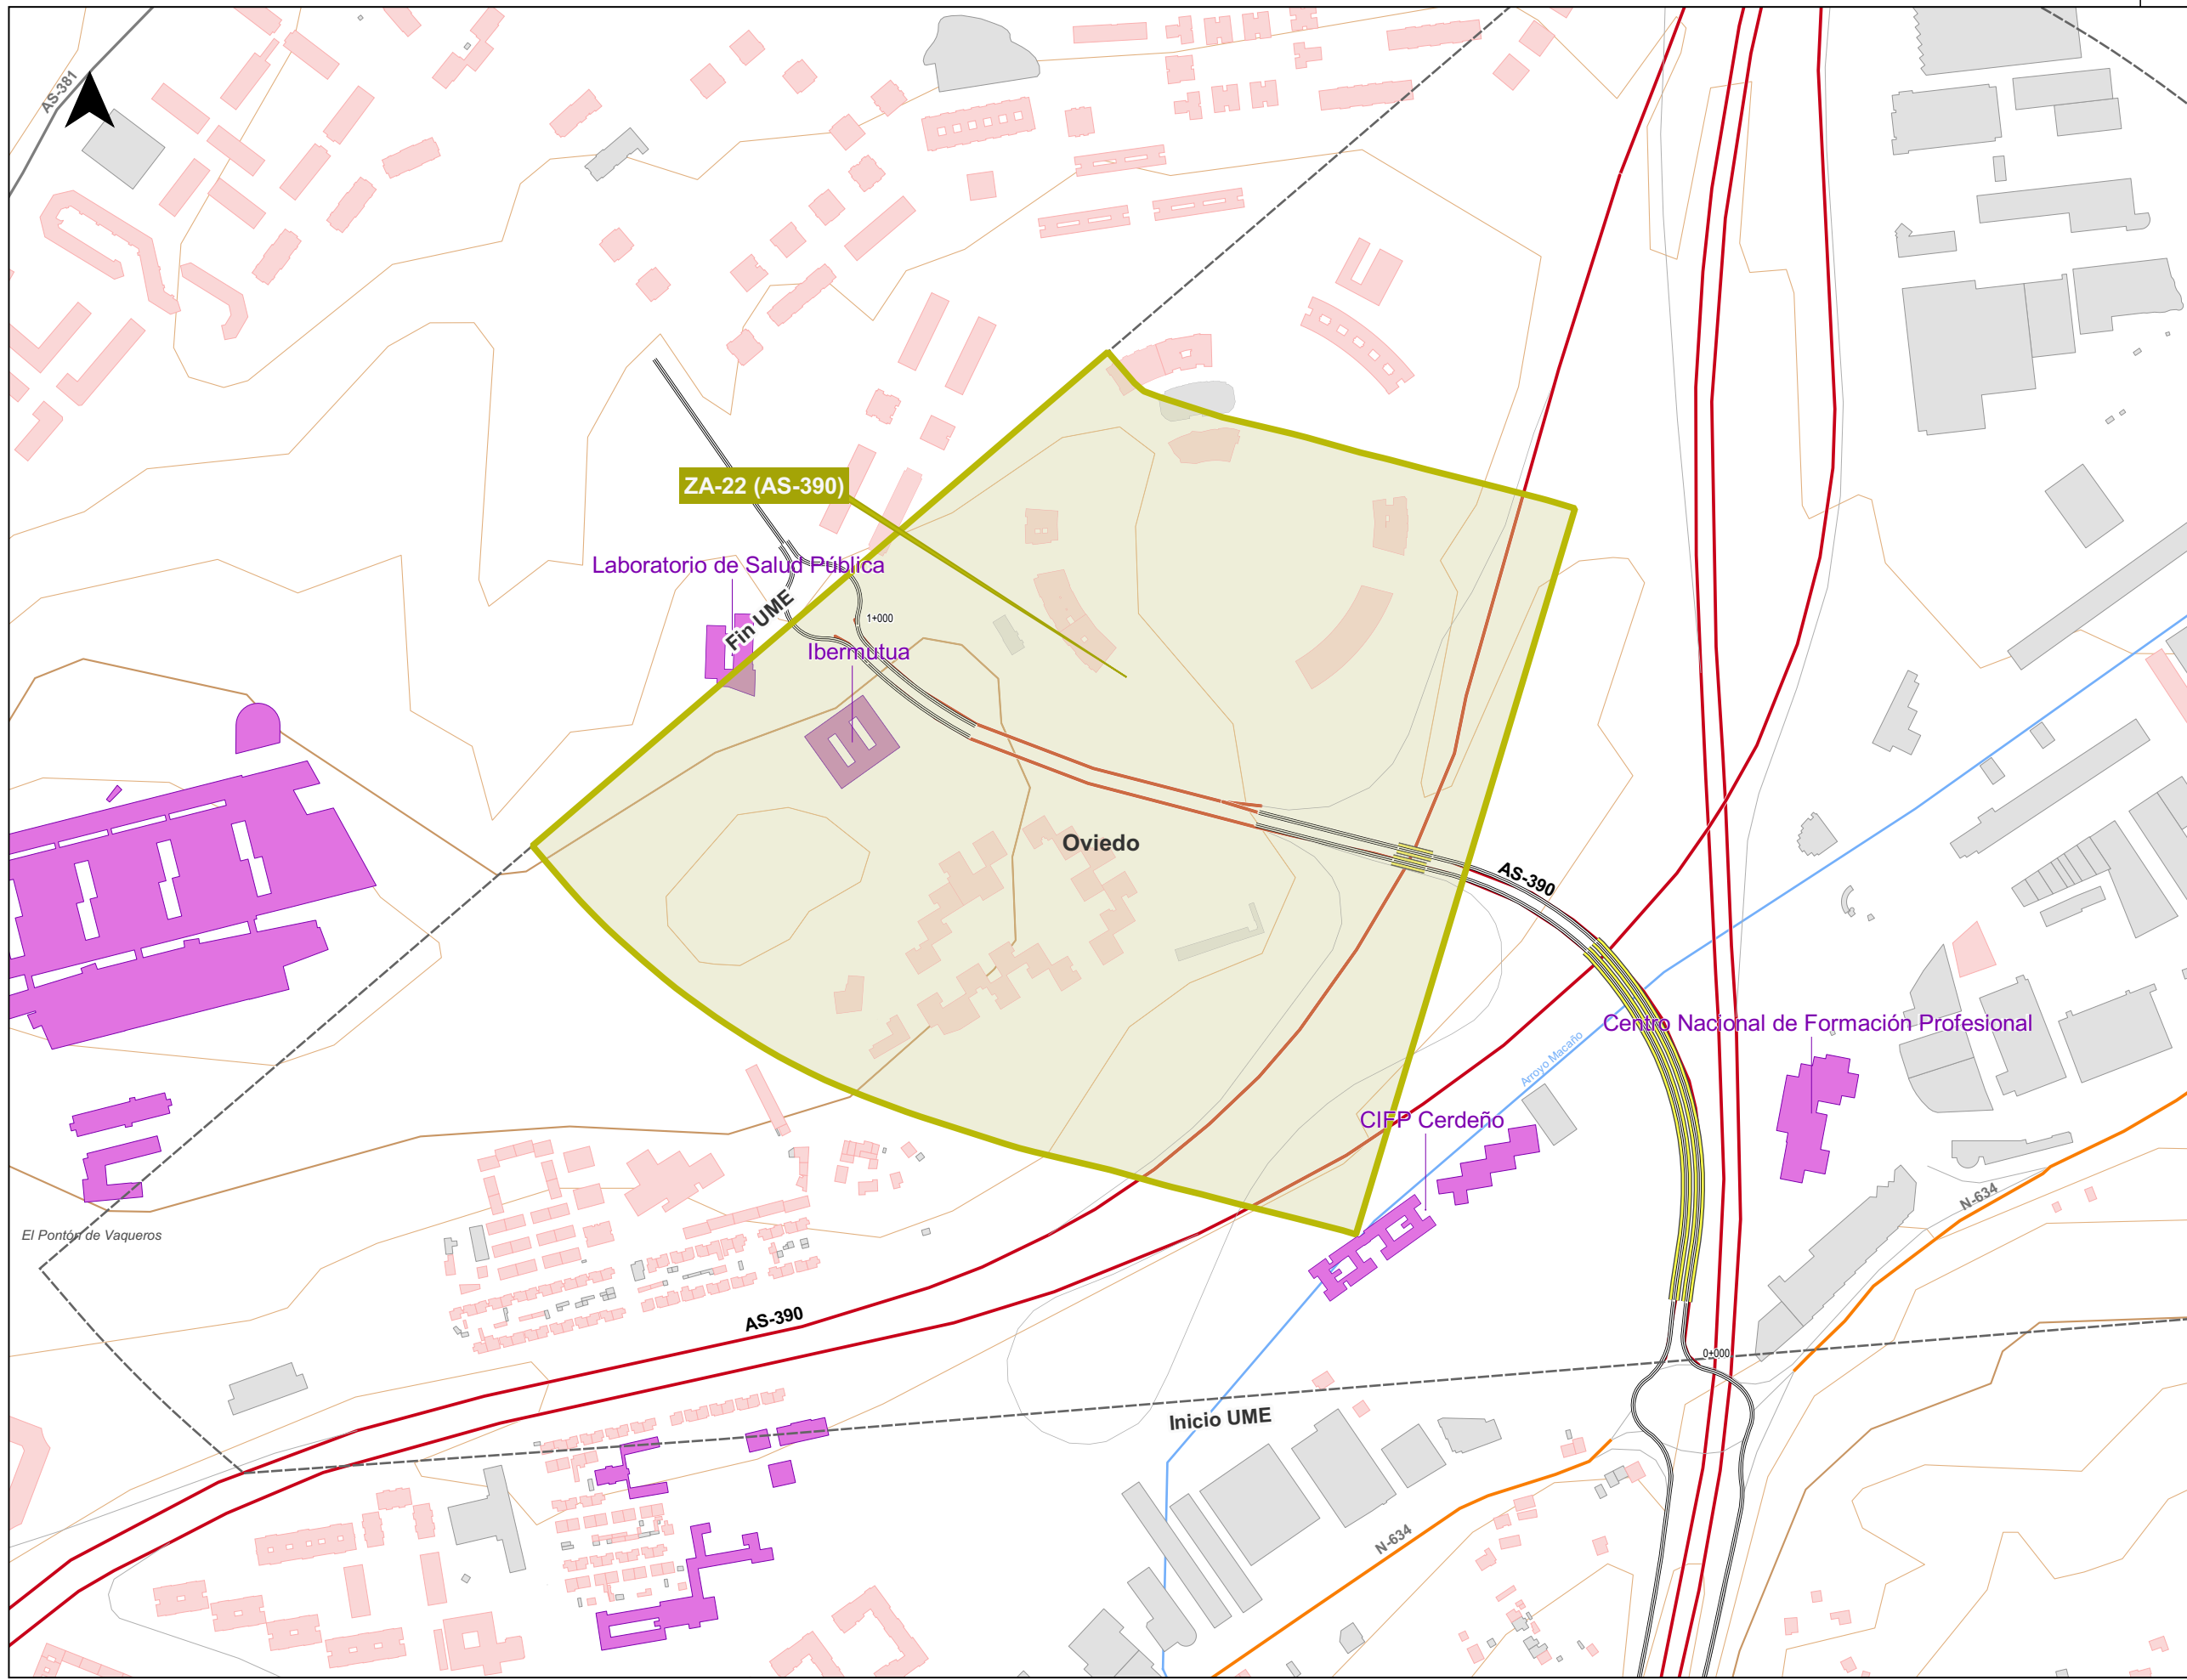 AS-381
ZA-22 (AS-390)
Laboratorio de Salud Pública
Fin UME
1+000
Ibermutua
Oviedo
AS-390
Centro Nacional de Formación Profesional
Arroyo Macaño
CIFP Cerdeño
N-634
El Pontón de Vaqueros
AS-390
0+000
Inicio UME
N-634